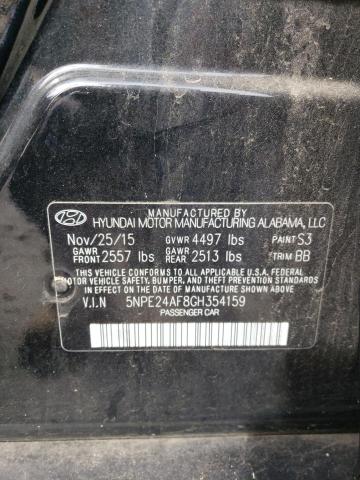 MANUFACTURED BY
HYUNDAI MOTOR MANUFACTURING ALABAMA, LLC
Nov/25/15 GVWR 4497 lbs PAINT S3
GAWR FRONT 2557 lbs GAWR REAR 2513 lbs TRIM BB
THIS VEHICLE CONFORMS TO ALL APPLICABLE U.S.A. FEDERAL
MOTOR VEHICLE SAFETY, BUMPER, AND THEFT PREVENTION STANDARDS
IN EFFECT ON THE DATE OF MANUFACTURE SHOWN ABOVE.
V.I.N 5NPE24AF8GH354159
PASSENGER CAR